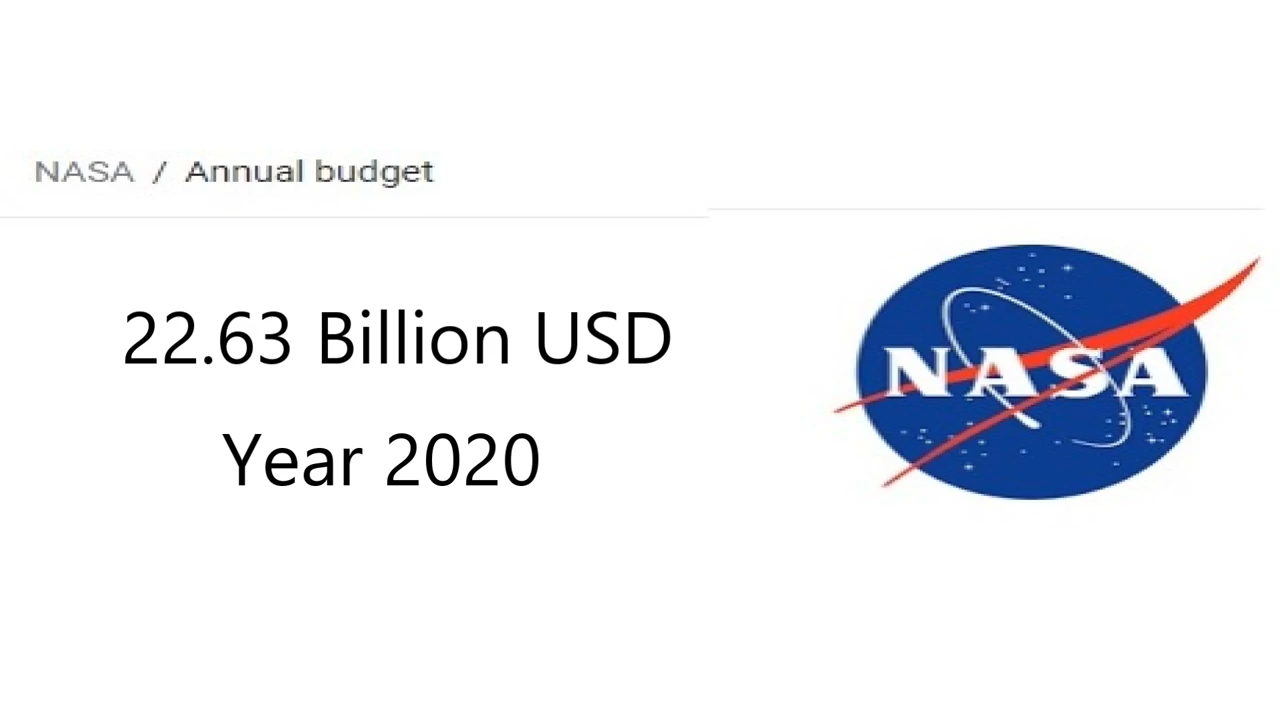 NASA / Annual budget
22.63 Billion USD
Year 2020
NASA